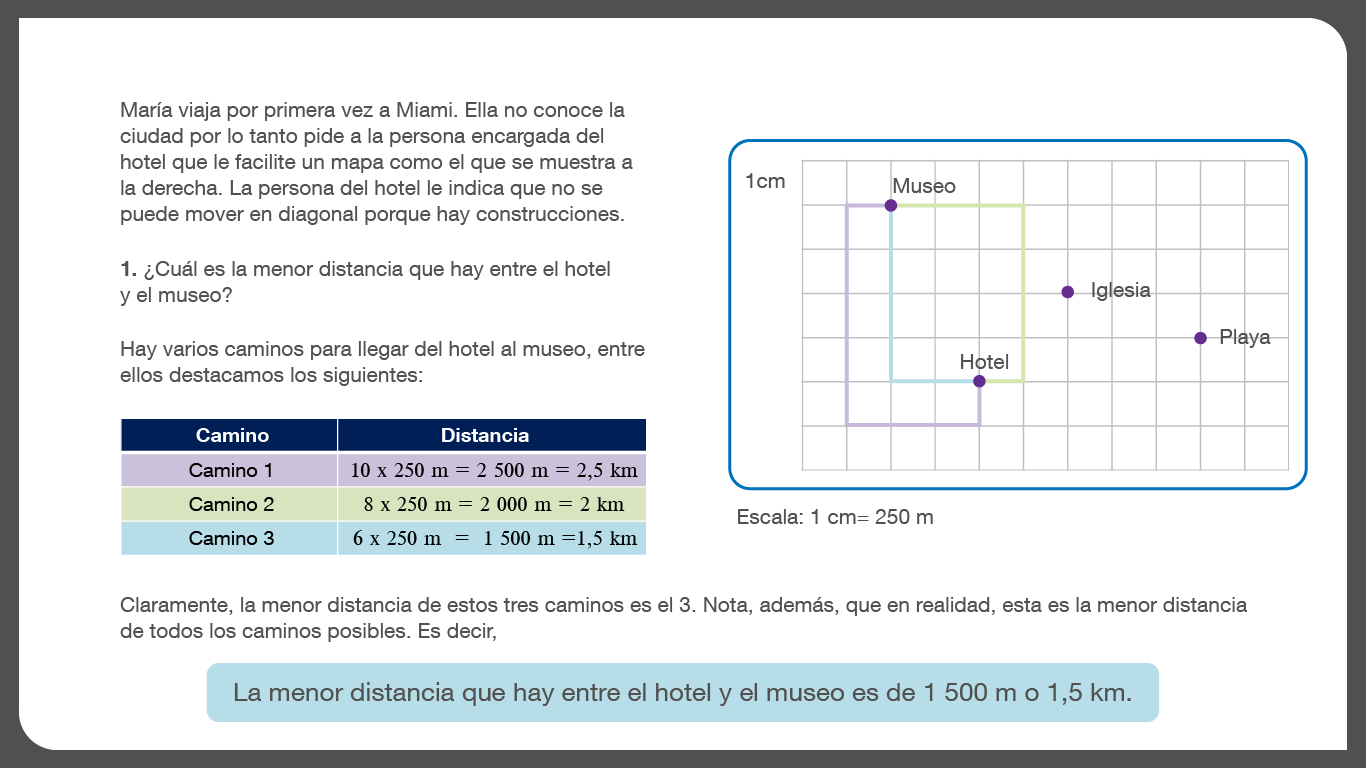 María viaja por primera vez a Miami. Ella no conoce la
ciudad por lo tanto pide a la persona encargada del
hotel que le facilite un mapa como el que se muestra a
la derecha. La persona del hotel le indica que no se
puede mover en diagonal porque hay construcciones.
1. ¿Cuál es la menor distancia que hay entre el hotel
y el museo?
Hay varios caminos para llegar del hotel al museo, entre
ellos destacamos los siguientes:
Camino Distancia
Camino 1 10 x 250 m = 2 500 m = 2,5 km
Camino 2 8 x 250 m = 2 000 m = 2 km
Camino 3 6 x 250 m = 1 500 m =1,5 km
1cm
Museo
Iglesia
Playa
Hotel
Escala: 1 cm= 250 m
Claramente, la menor distancia de estos tres caminos es el 3. Nota, además, que en realidad, esta es la menor distancia
de todos los caminos posibles. Es decir,
La menor distancia que hay entre el hotel y el museo es de 1 500 m o 1,5 km.